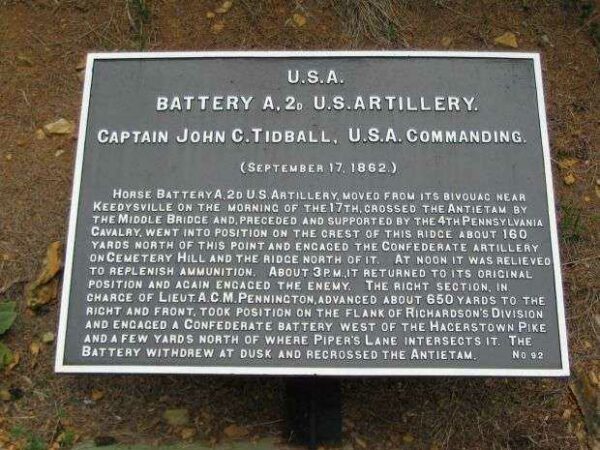 U.S.A.
BATTERY A, 2D U.S. ARTILLERY.
CAPTAIN JOHN C. TIDBALL, U.S.A. COMMANDING.
(SEPTEMBER 17, 1862.)
HORSE BATTERY A, 2D U.S. ARTILLERY, MOVED FROM ITS BIVOUAC NEAR
KEEDYSVILLE ON THE MORNING OF THE 17TH, CROSSED THE ANTIETAM BY
THE MIDDLE BRIDGE AND, PRECEDED AND SUPPORTED BY THE 4TH PENNSYLVANIA
CAVALRY, WENT INTO POSITION ON THE CREST OF THIS RIDGE ABOUT 160
YARDS NORTH OF THIS POINT AND ENGAGED THE CONFEDERATE ARTILLERY
ON CEMETERY HILL AND THE RIDGE NORTH OF IT. AT NOON IT WAS RELIEVED
TO REPLENISH AMMUNITION. ABOUT 3 P.M. IT RETURNED TO ITS ORIGINAL
POSITION AND AGAIN ENGAGED THE ENEMY. THE RIGHT SECTION, IN
CHARGE OF LIEUT. A.C.M. PENNINGTON, ADVANCED ABOUT 650 YARDS TO THE
RIGHT AND FRONT, TOOK POSITION ON THE FLANK OF RICHARDSON'S DIVISION
AND ENGAGED A CONFEDERATE BATTERY WEST OF THE HAGERSTOWN PIKE
AND A FEW YARDS NORTH OF WHERE PIPER'S LANE INTERSECTS IT. THE
BATTERY WITHDREW AT DUSK AND RECROSSED THE ANTIETAM. NO 92